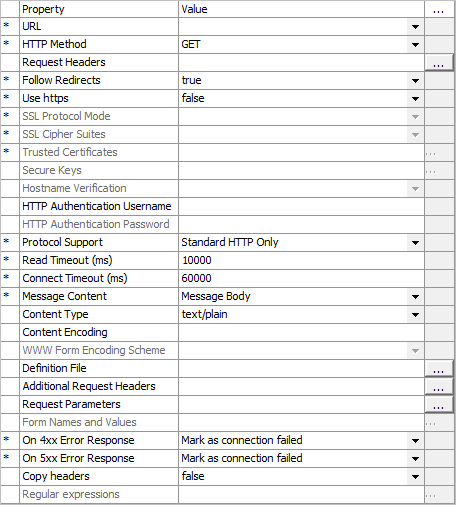 Property Value ...
* URL
* HTTP Method GET
Request Headers ...
* Follow Redirects true
* Use https false
* SSL Protocol Mode
* SSL Cipher Suites
* Trusted Certificates ...
Secure Keys ...
Hostname Verification
HTTP Authentication Username
HTTP Authentication Password
* Protocol Support Standard HTTP Only
* Read Timeout (ms) 10000
* Connect Timeout (ms) 60000
* Message Content Message Body
Content Type text/plain
Content Encoding
WWW Form Encoding Scheme
Definition File ...
Additional Request Headers ...
Request Parameters ...
Form Names and Values ...
* On 4xx Error Response Mark as connection failed
* On 5xx Error Response Mark as connection failed
Copy headers false
Regular expressions ...